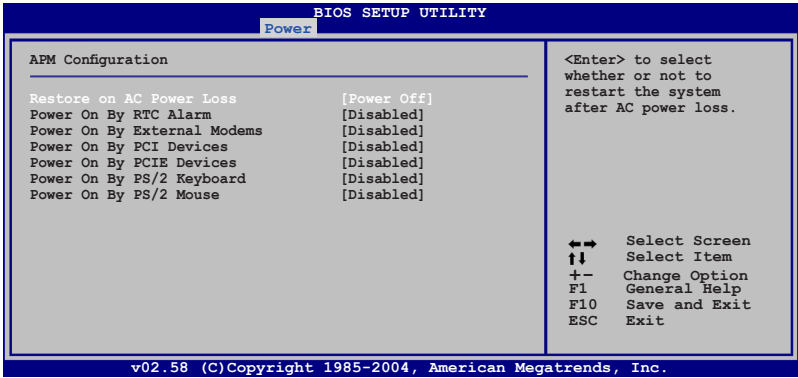 BIOS SETUP UTILITY
Power
APM Configuration
Restore on AC Power Loss [Power Off]
Power On By RTC Alarm [Disabled]
Power On By External Modems [Disabled]
Power On By PCI Devices [Disabled]
Power On By PCIE Devices [Disabled]
Power On By PS/2 Keyboard [Disabled]
Power On By PS/2 Mouse [Disabled]
<Enter> to select
whether or not to
restart the system
after AC power loss.
←→ Select Screen
↑↓ Select Item
+- Change Option
F1 General Help
F10 Save and Exit
ESC Exit
v02.58 (C)Copyright 1985-2004, American Megatrends, Inc.